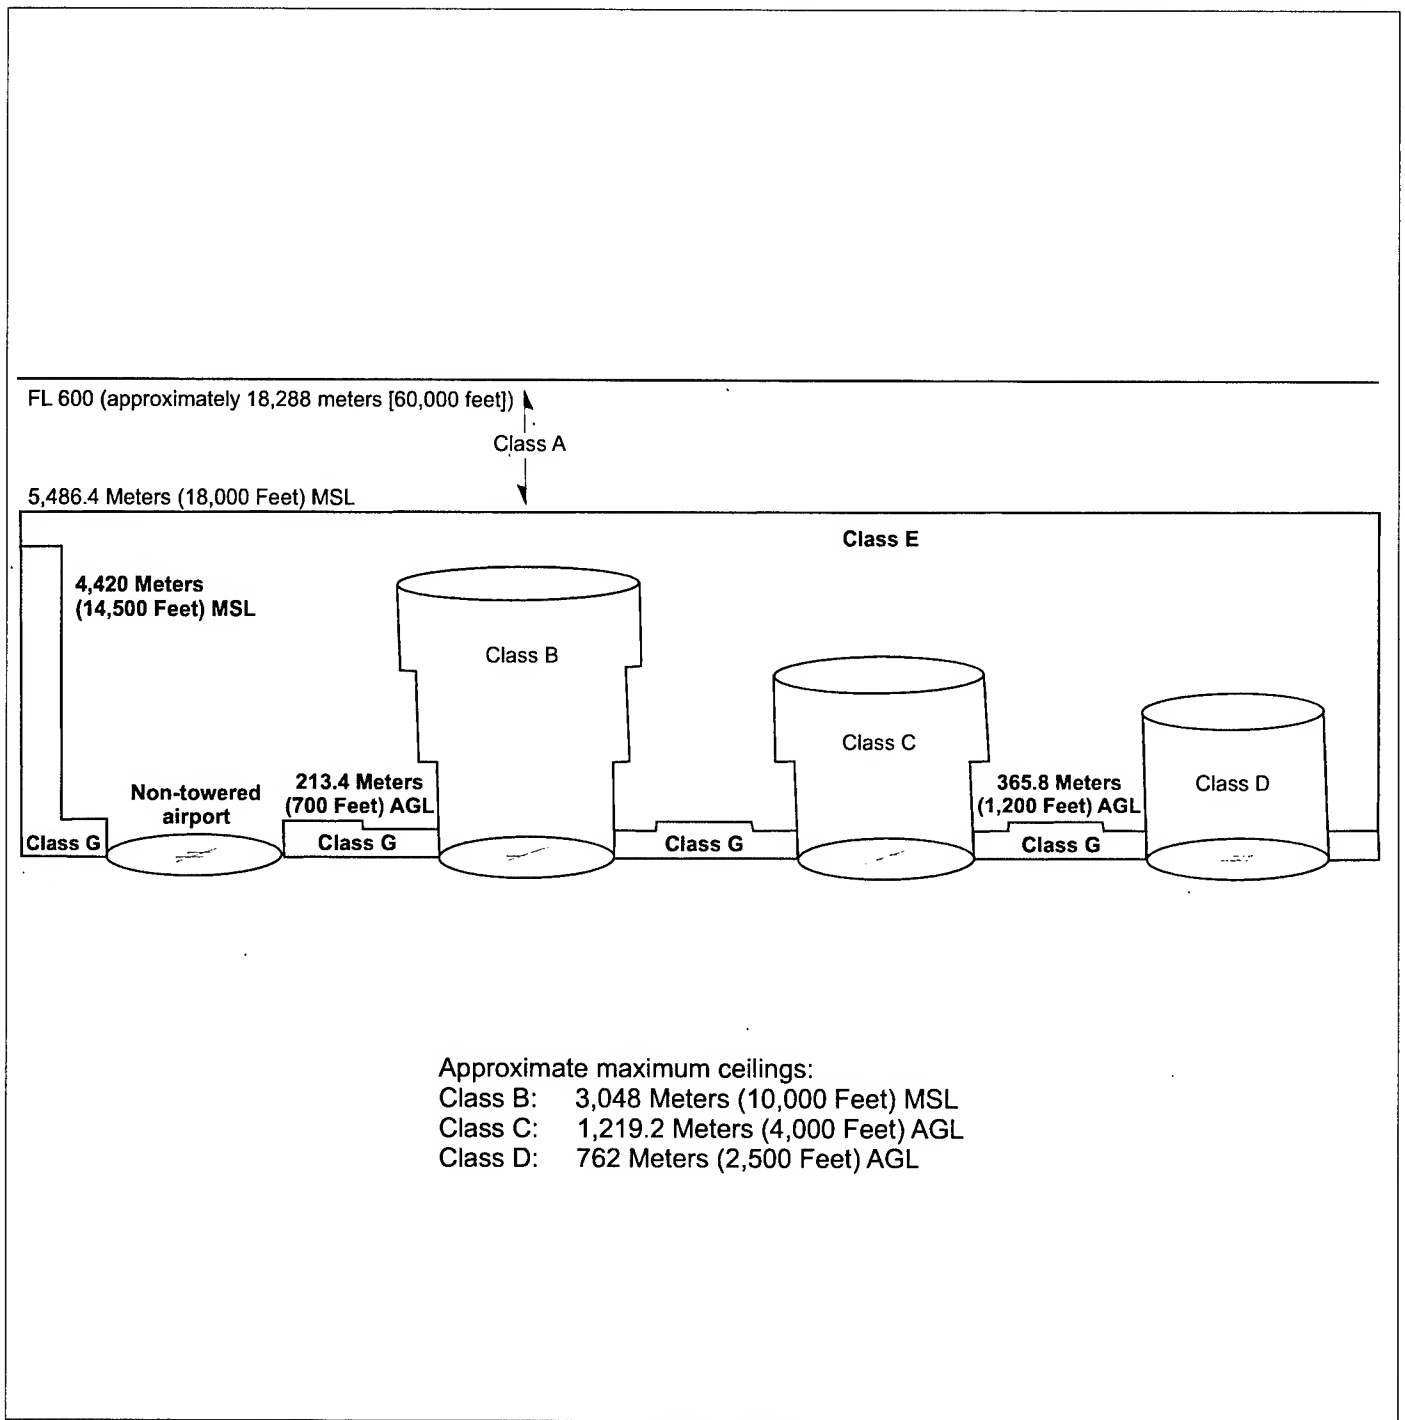 FL 600 (approximately 18,288 meters [60,000 feet])
Class A
5,486.4 Meters (18,000 Feet) MSL
Class E
4,420 Meters
(14,500 Feet) MSL
Class B
Class C
Class D
Non-towered
airport
213.4 Meters
(700 Feet) AGL
365.8 Meters
(1,200 Feet) AGL
Class G
Class G
Class G
Class G
Approximate maximum ceilings:
Class B: 3,048 Meters (10,000 Feet) MSL
Class C: 1,219.2 Meters (4,000 Feet) AGL
Class D: 762 Meters (2,500 Feet) AGL